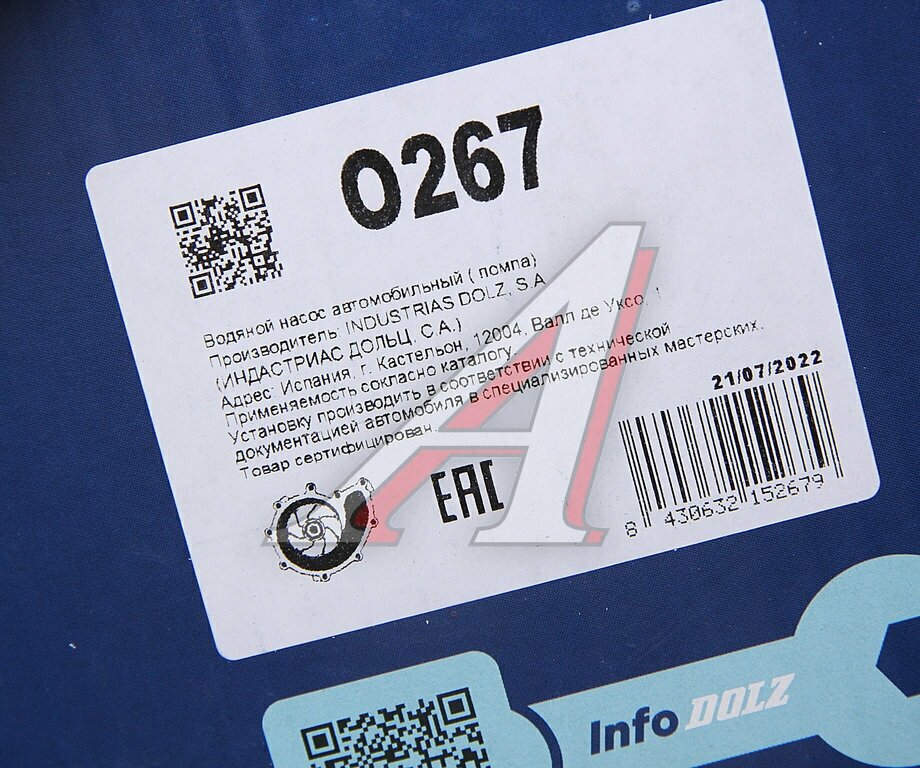 O267
Водяной насос автомобильный ( помпа)
Производитель: INDUSTRIAS DOLZ, S.A.
(ИНДАСТРИАС ДОЛЬЦ, С.А.)
Адрес: Испания, г. Кастельон, 12004, Валл де Уксо, 1
Применяемость сокласно каталогу.
Установку производить в соответствии с технической
документацией автомобиля в специализированных мастерских.
Товар сертифицирован.
21/07/2022
EAC
8 430632 152679
Info DOLZ